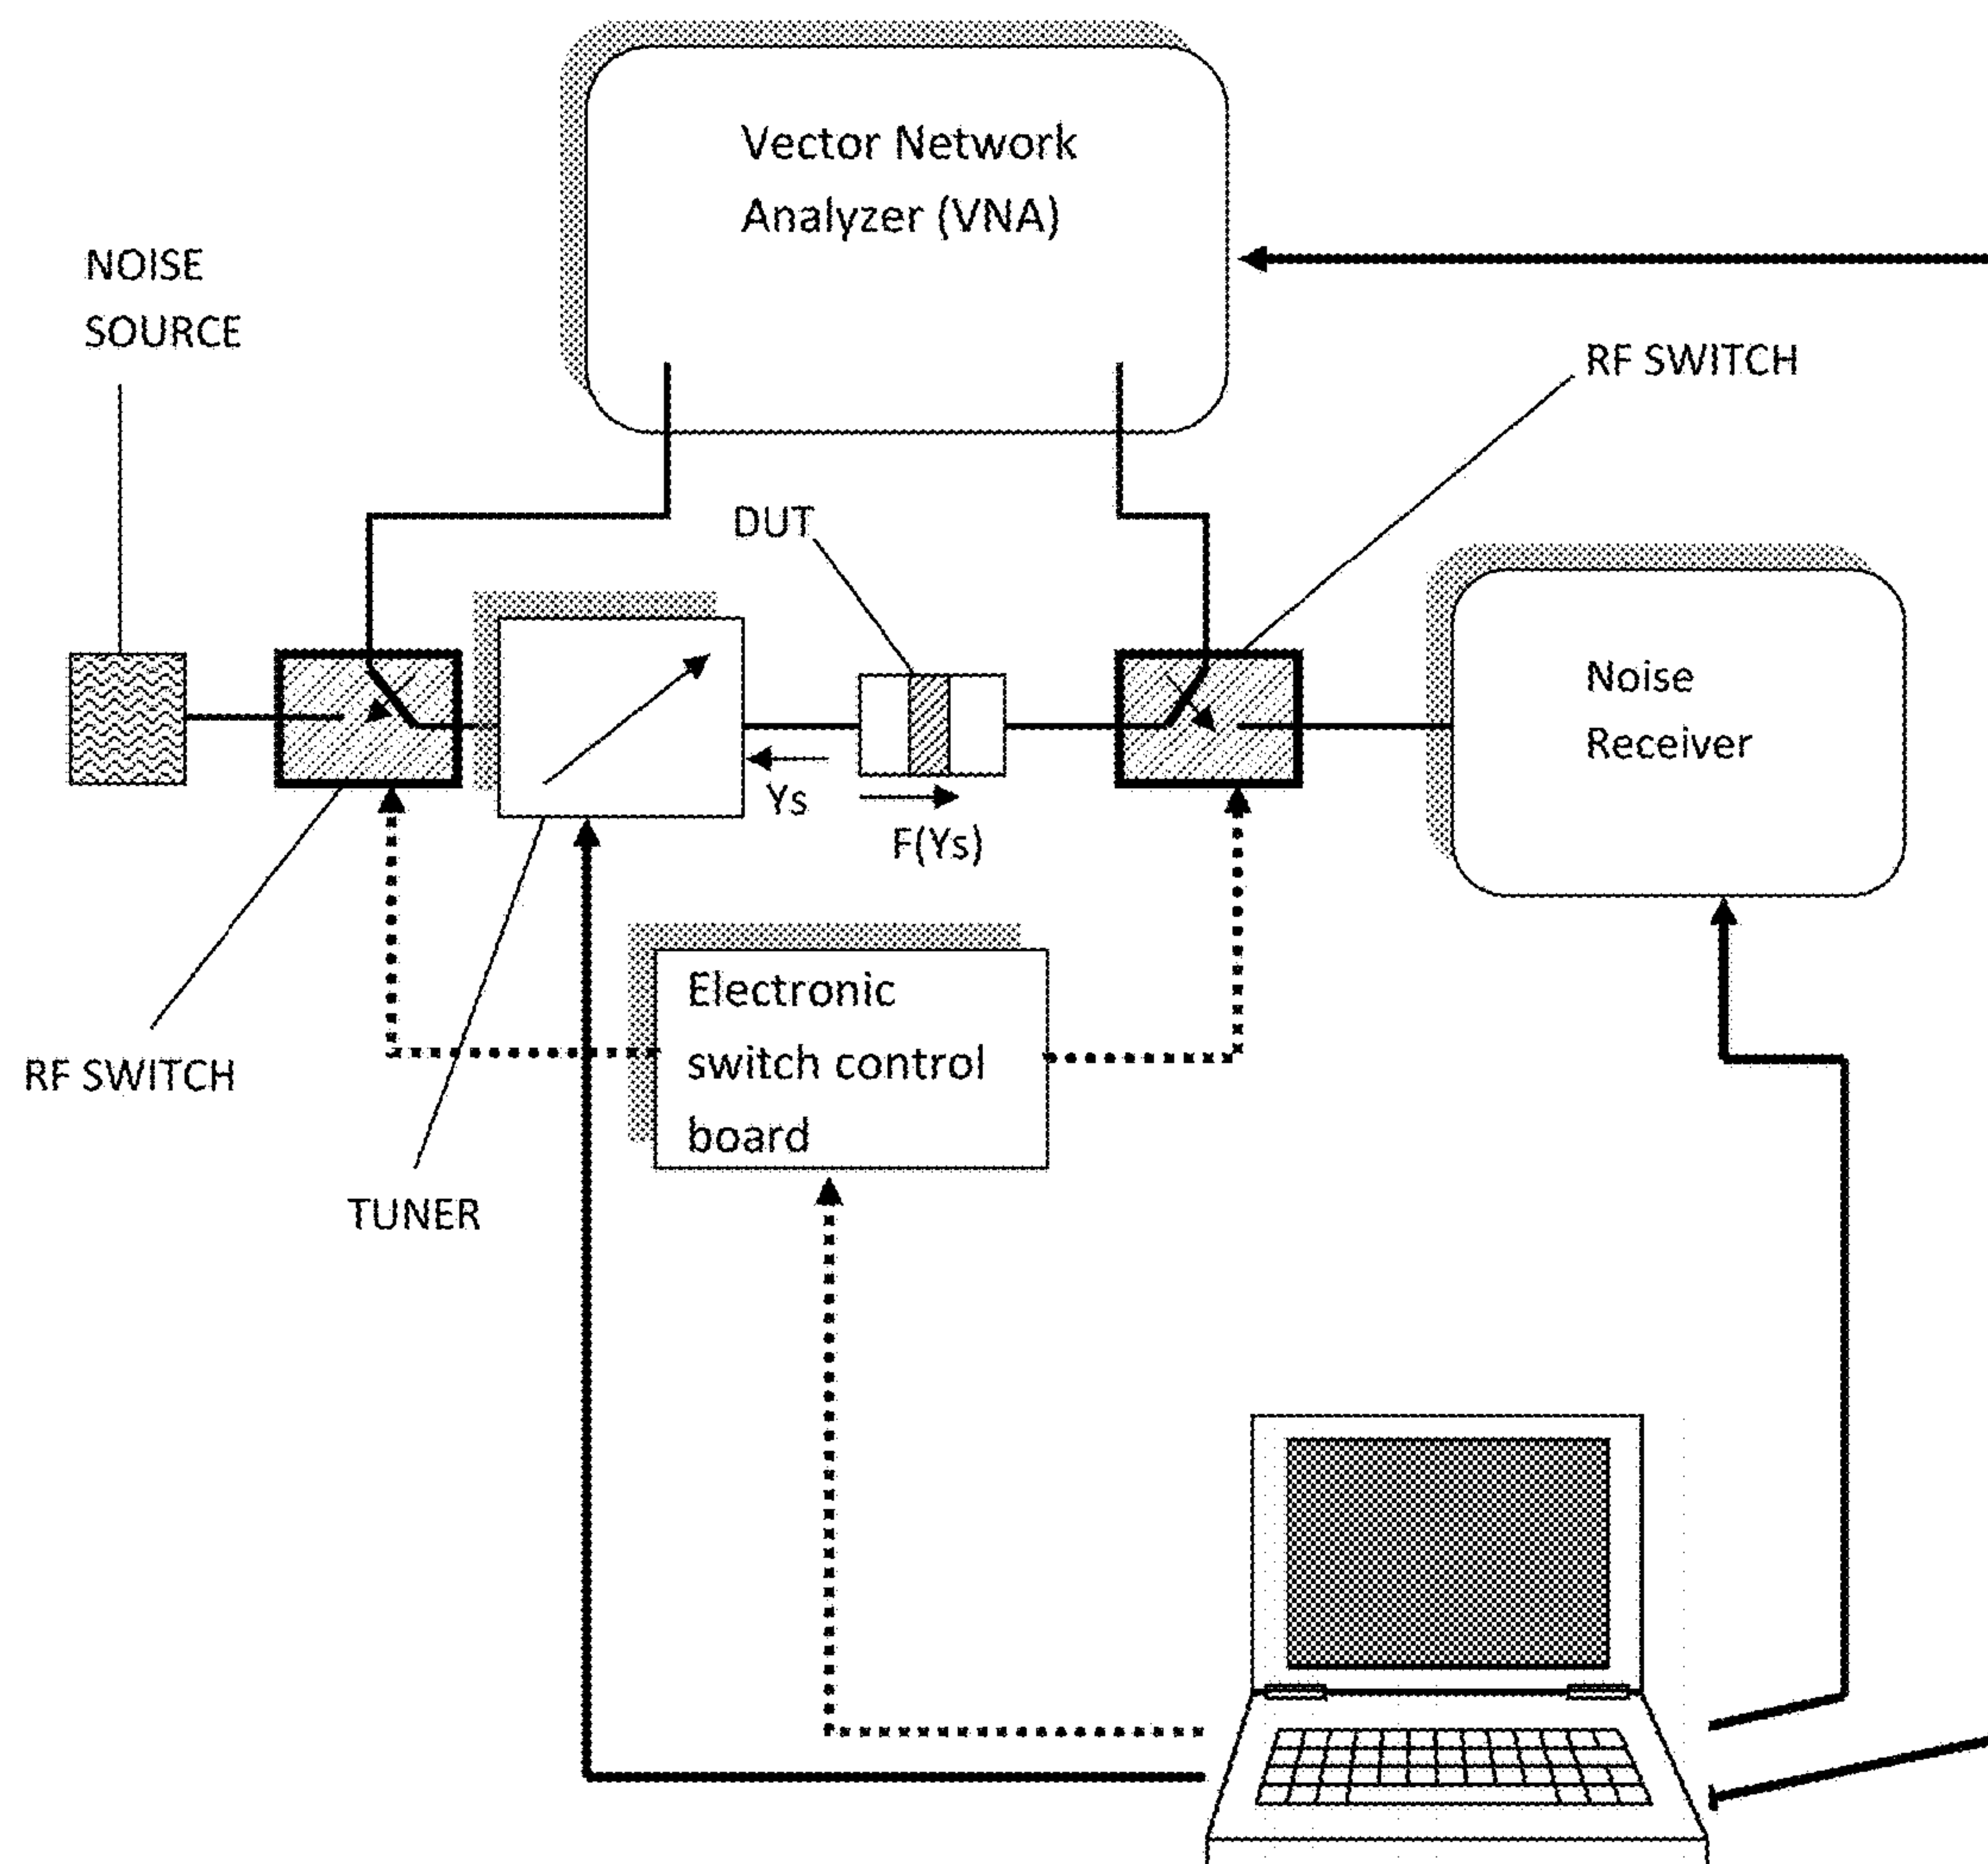 Vector Network
Analyzer (VNA)
NOISE
SOURCE
RF SWITCH
DUT
Noise
Receiver
Ys
F(Ys)
Electronic
switch control
board
RF SWITCH
TUNER